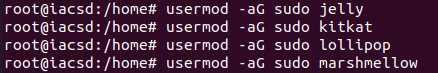 root@iacsd:/home# usermod -aG sudo jelly
root@iacsd:/home# usermod -aG sudo kitkat
root@iacsd:/home# usermod -aG sudo lollipop
root@iacsd:/home# usermod -aG sudo marshmellow